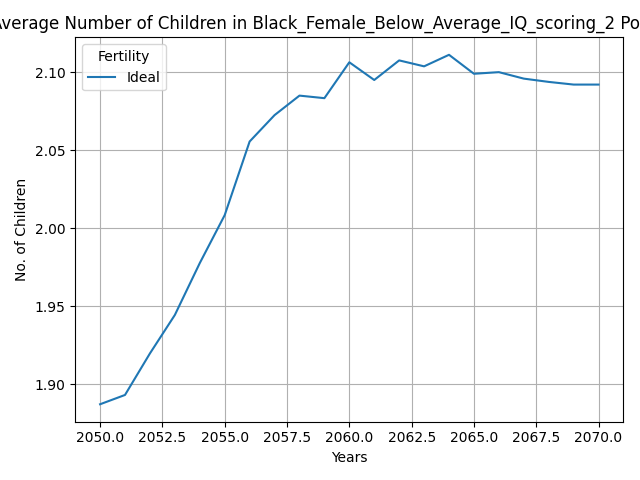 verage Number of Children in Black_Female_Below_Average_IQ_scoring_2 Po
Fertility
Ideal
2.10
2.05
2.00
1.95
1.90
No. of Children
2050.0 2052.5 2055.0 2057.5 2060.0 2062.5 2065.0 2067.5 2070.0
Years